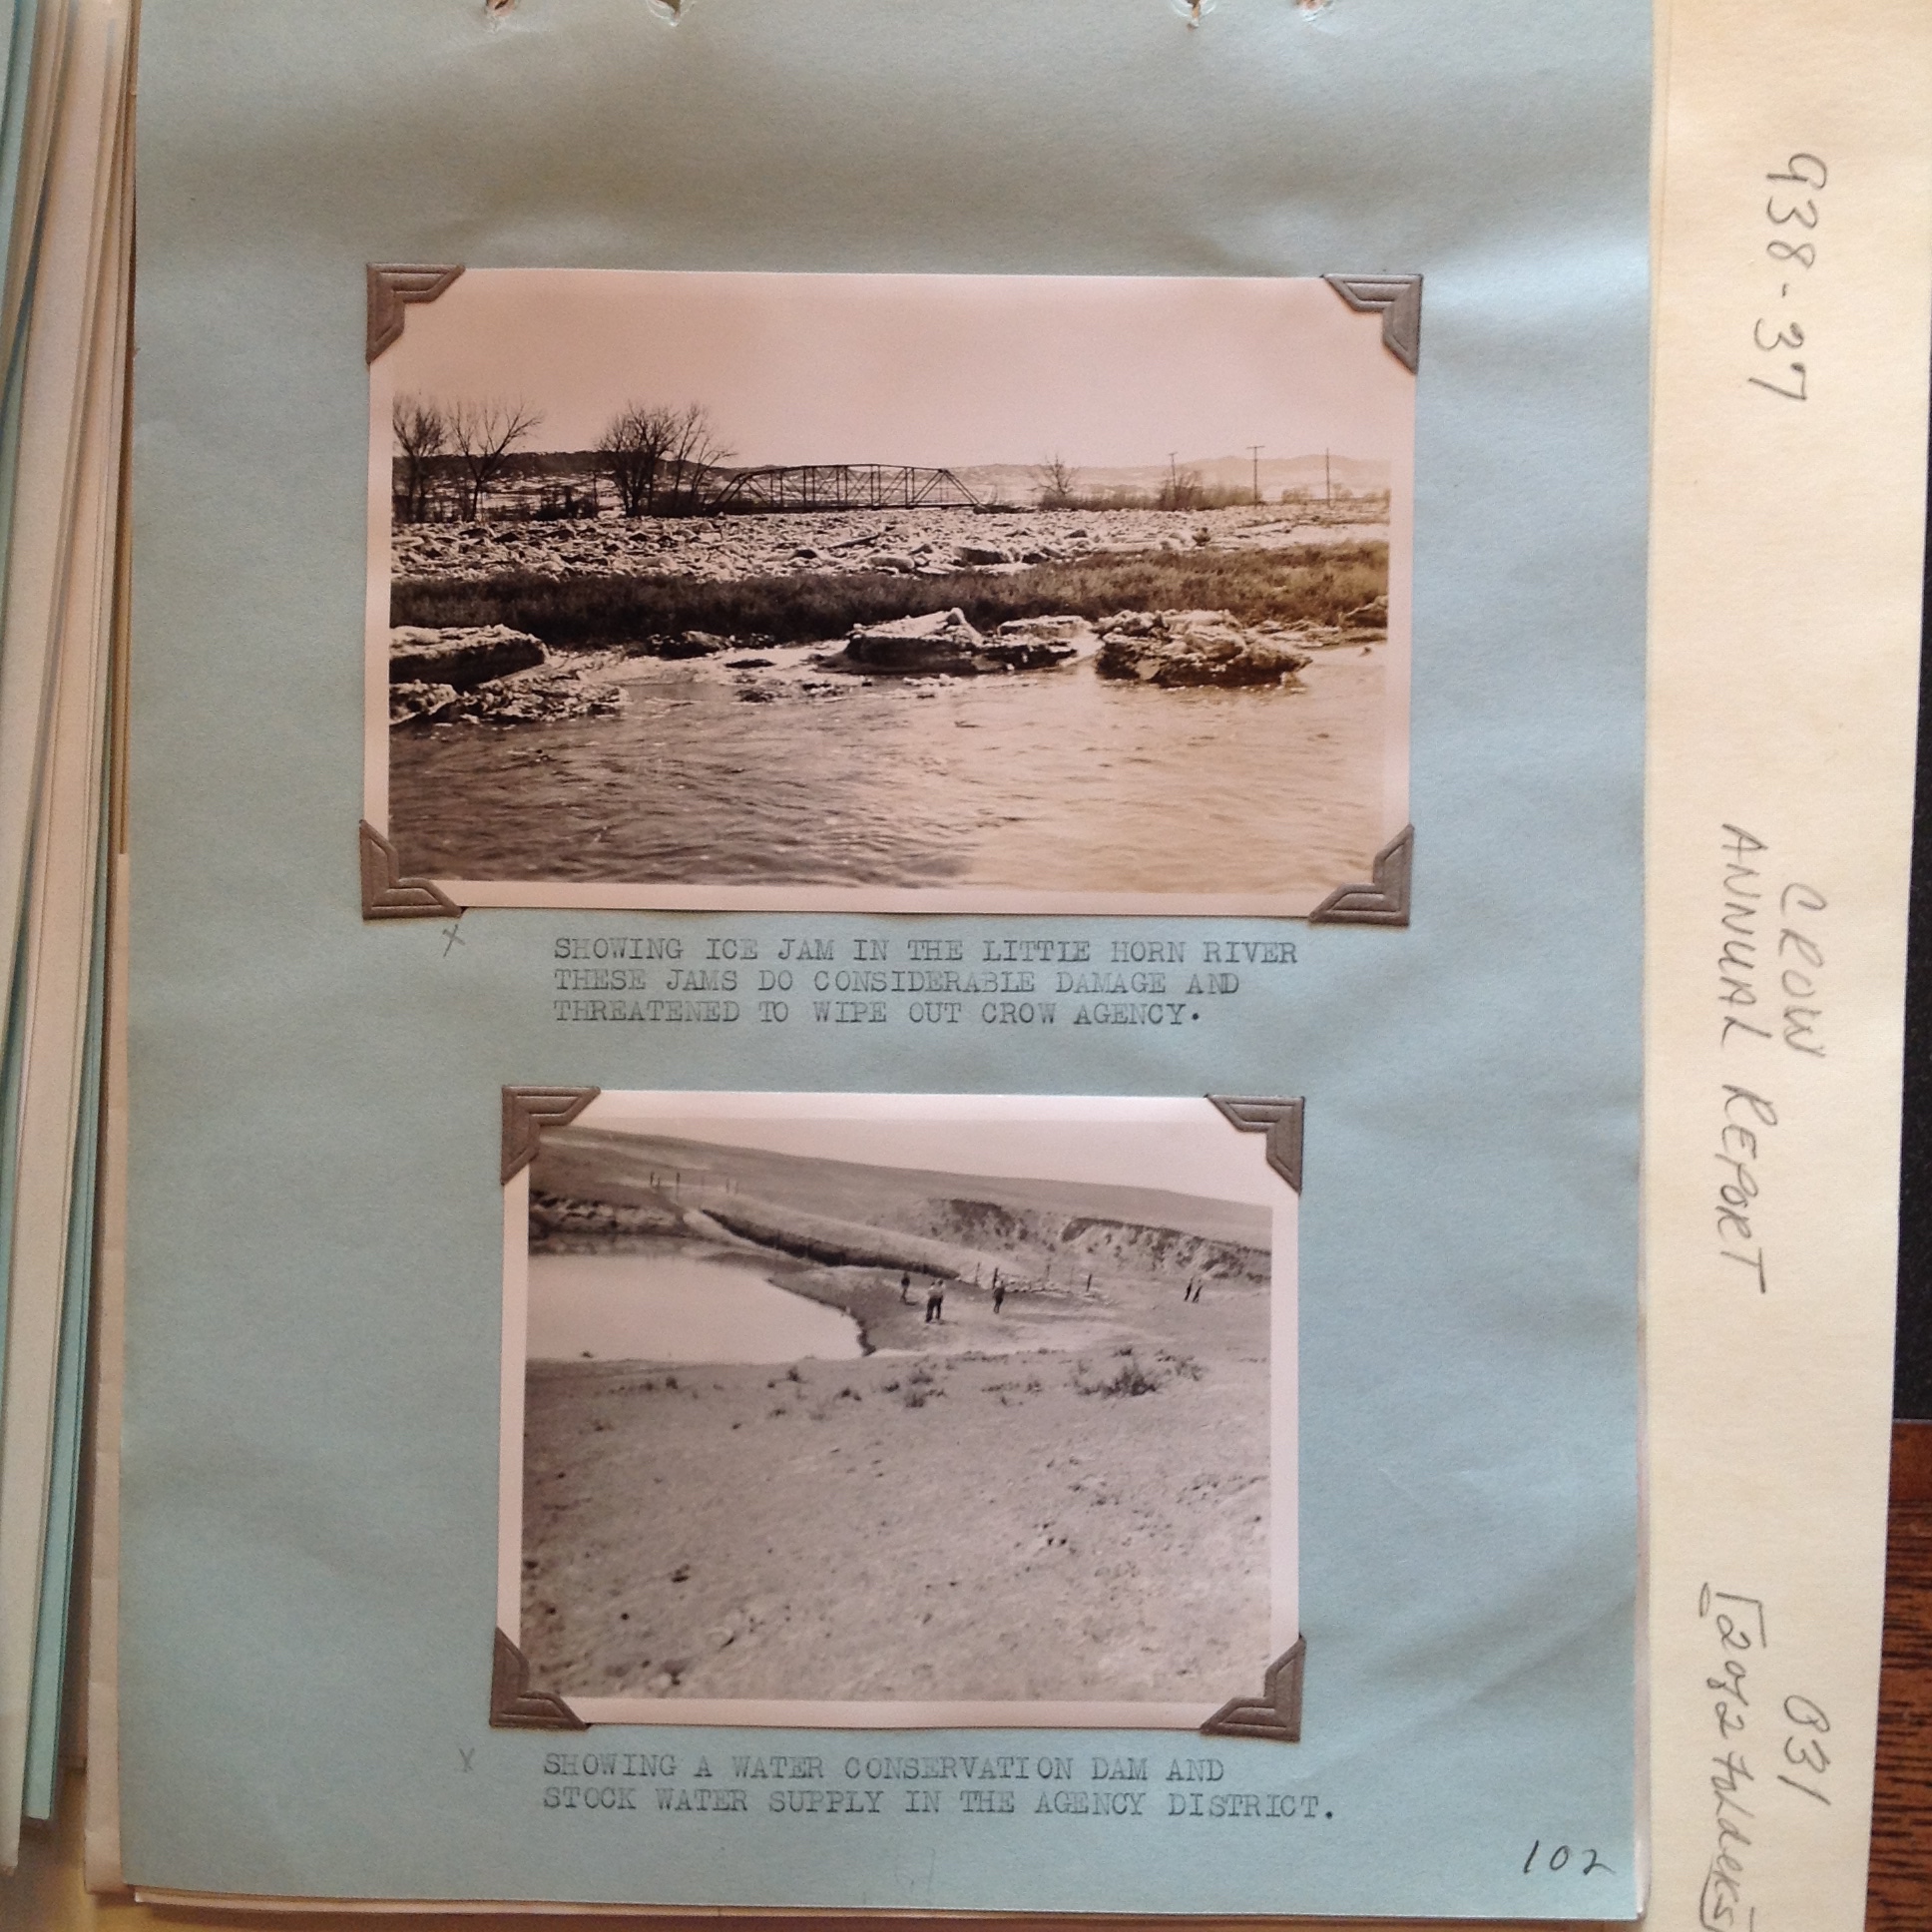 SHOWING ICE JAM IN THE LITTLE HORN RIVER
THESE JAMS DO CONSIDERABLE DAMAGE AND
THREATENED TO WIPE OUT CROW AGENCY.
SHOWING A WATER CONSERVATION DAM AND
STOCK WATER SUPPLY IN THE AGENCY DISTRICT.
102
938-37
CROW
ANNUAL REPORT
031
[2 of 2 folders]